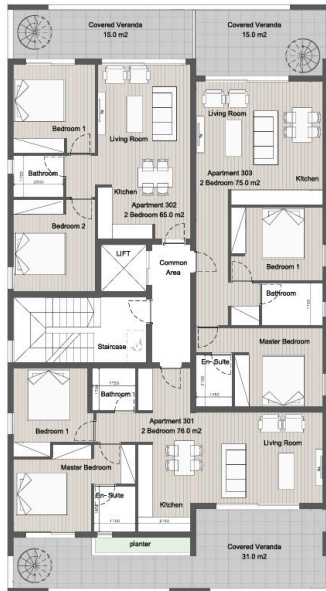 Covered Veranda
15.0 m2
Covered Veranda
15.0 m2
Bedroom 1
Living Room
Living Room
Bathroom
Kitchen
Apartment 302
2 Bedroom 65.0 m2
Apartment 303
2 Bedroom 75.0 m2
Kitchen
Bedroom 2
LIFT
Common
Area
Bedroom 1
Bathroom
Staircase
Master Bedroom
En- Suite
Bathroom
Bedroom 1
Apartment 301
2 Bedroom 76.0 m2
Living Room
Master Bedroom
En- Suite
Kitchen
planter
Covered Veranda
31.0 m2